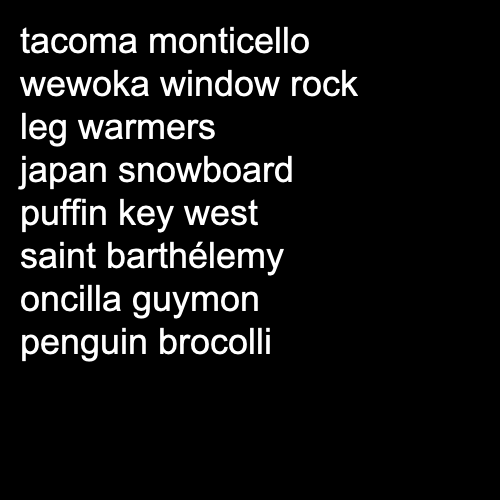 tacoma monticello
wewoka window rock
leg warmers
japan snowboard
puffin key west
saint barthélemy
oncilla guymon
penguin brocolli